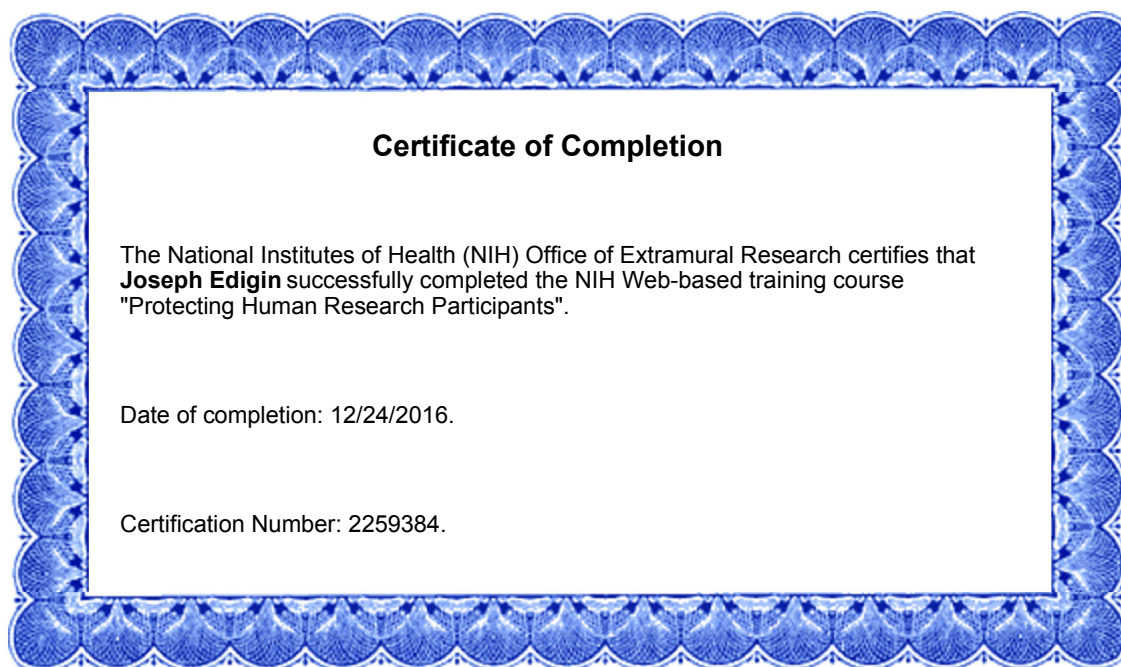 Certificate of Completion
The National Institutes of Health (NIH) Office of Extramural Research certifies that
Joseph Edigin successfully completed the NIH Web-based training course
"Protecting Human Research Participants".
Date of completion: 12/24/2016.
Certification Number: 2259384.